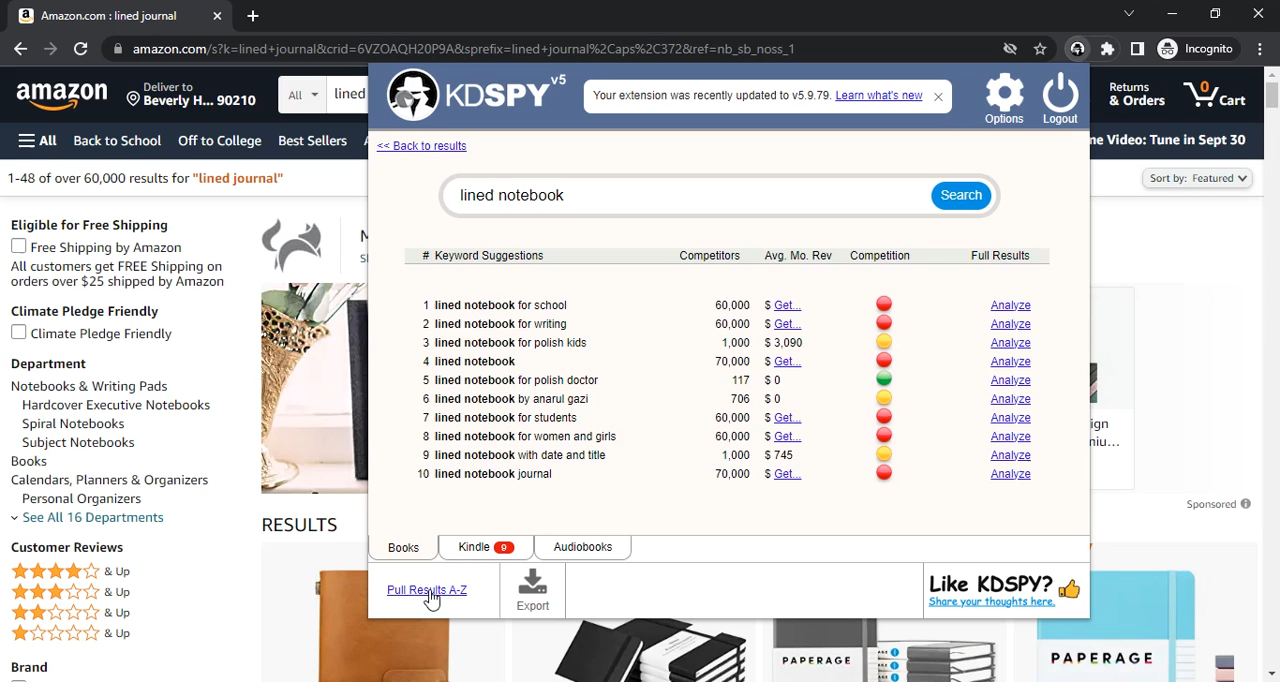 Amazon.com : lined journal
amazon.com/s?k=lined+journal&crid=6VZOAQH20P9A&sprefix=lined+journal%2Caps%2C372&ref=nb_sb_noss_1
Incognito
amazon
Deliver to
Beverly H... 90210
All
lined
Returns
& Orders
0
Cart
All
Back to School
Off to College
Best Sellers
ne Video: Tune in Sept 30
1-48 of over 60,000 results for "lined journal"
Sort by: Featured
KDSPY v5
Your extension was recently updated to v5.9.79. Learn what's new
Options
Logout
<< Back to results
lined notebook
Search
# Keyword Suggestions Competitors Avg. Mo. Rev Competition Full Results
1 lined notebook for school 60,000 $ Get... Analyze
2 lined notebook for writing 60,000 $ Get... Analyze
3 lined notebook for polish kids 1,000 $ 3,090 Analyze
4 lined notebook 70,000 $ Get... Analyze
5 lined notebook for polish doctor 117 $ 0 Analyze
6 lined notebook by anarul gazi 706 $ 0 Analyze
7 lined notebook for students 60,000 $ Get... Analyze
8 lined notebook for women and girls 60,000 $ Get... Analyze
9 lined notebook with date and title 1,000 $ 745 Analyze
10 lined notebook journal 70,000 $ Get... Analyze
Books
Kindle 9
Audiobooks
Pull Results A-Z
Export
Like KDSPY?
Share your thoughts here.
Eligible for Free Shipping
Free Shipping by Amazon
All customers get FREE Shipping on
orders over $25 shipped by Amazon
Climate Pledge Friendly
Climate Pledge Friendly
Department
Notebooks & Writing Pads
Hardcover Executive Notebooks
Spiral Notebooks
Subject Notebooks
Books
Calendars, Planners & Organizers
Personal Organizers
See All 16 Departments
Customer Reviews
& Up
& Up
& Up
& Up
Brand
RESULTS
ign
niu...
Sponsored
PAPERAGE
PAPERAGE